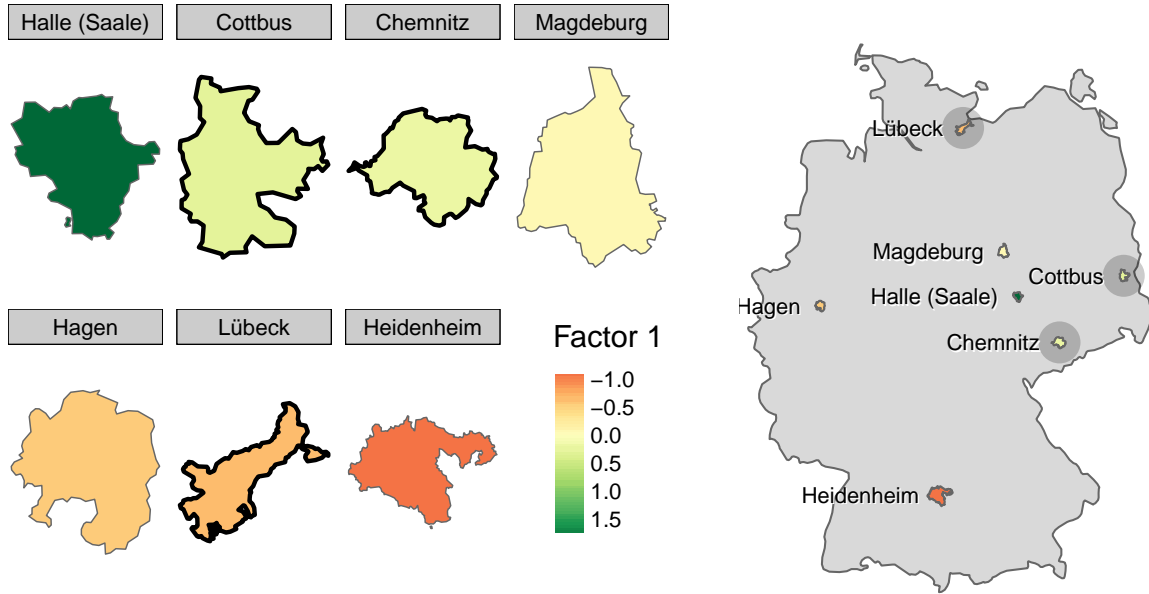 Halle (Saale)
Cottbus
Chemnitz
Magdeburg
Hagen
Lübeck
Heidenheim
Factor 1
−1.0
−0.5
0.0
0.5
1.0
1.5
Lübeck
Magdeburg
Cottbus
Halle (Saale)
Hagen
Chemnitz
Heidenheim